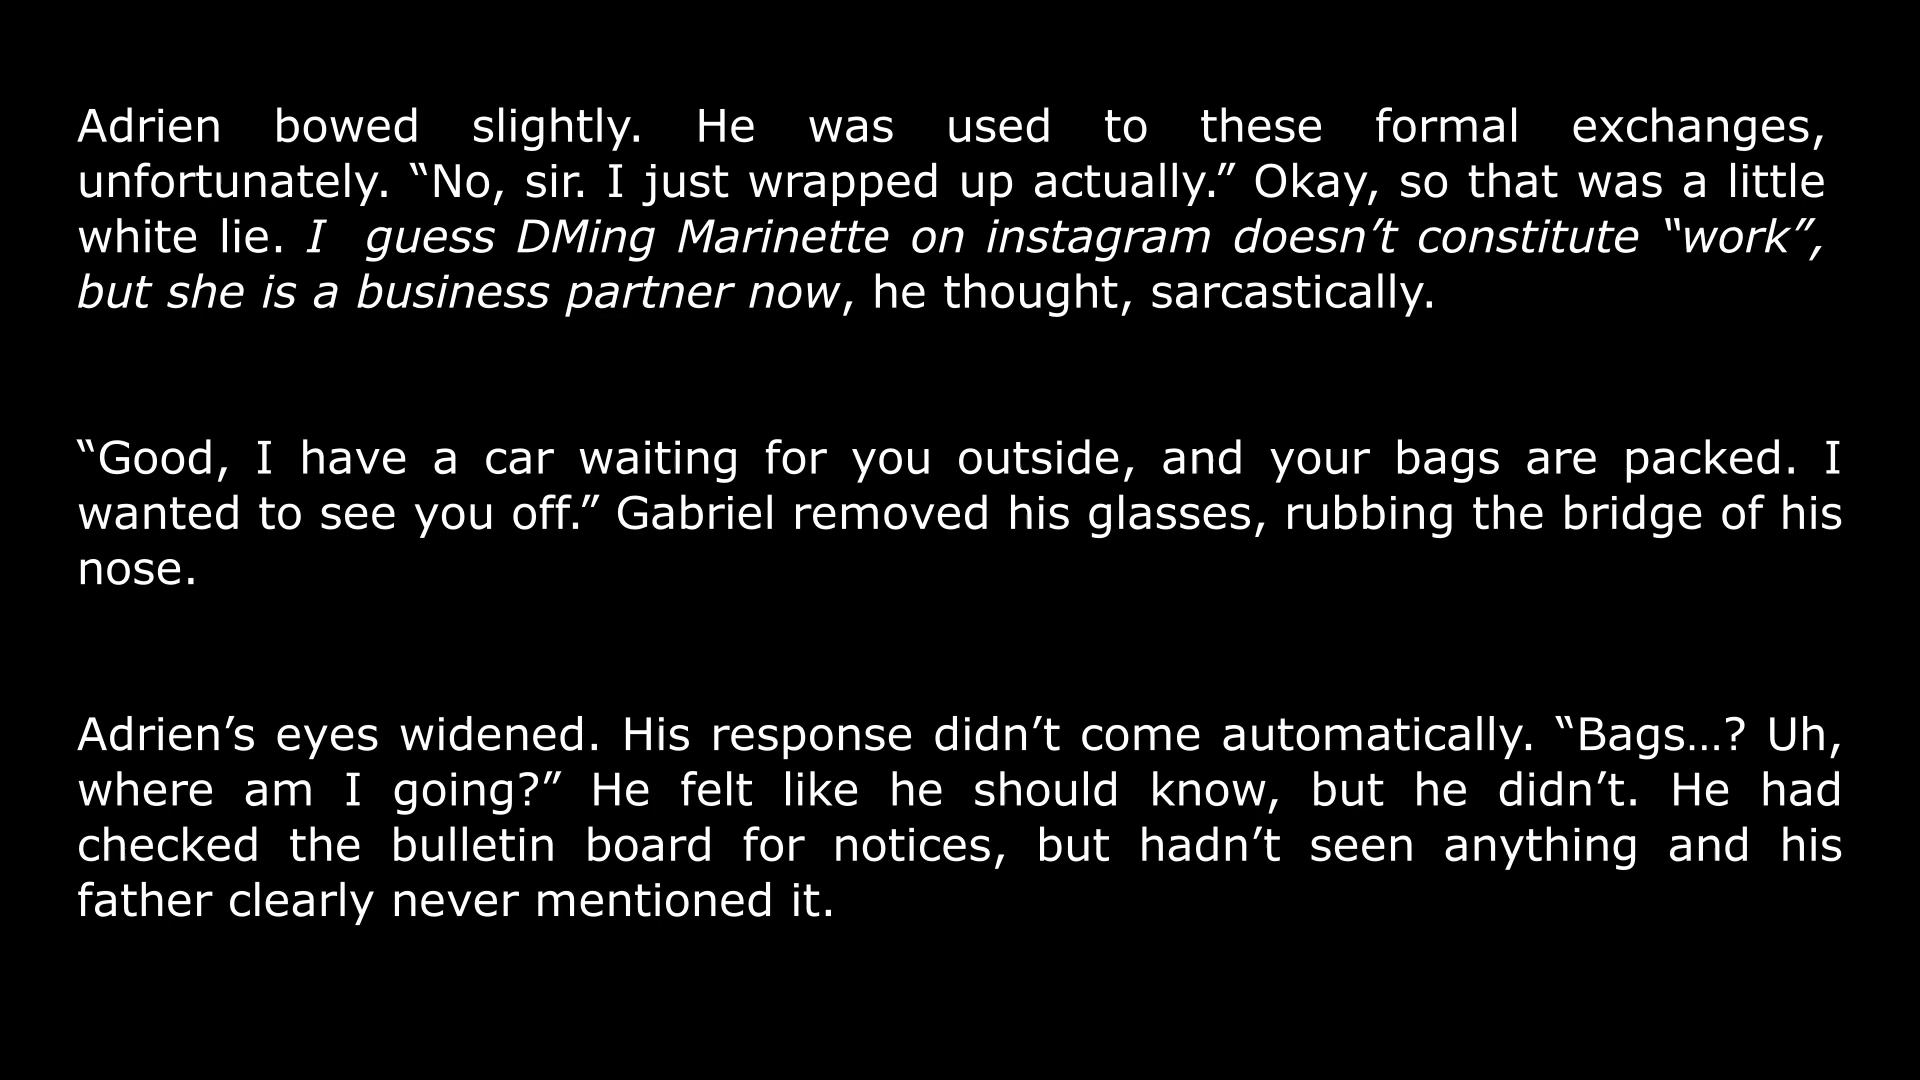 Adrien bowed slightly. He was used to these formal exchanges,
unfortunately. “No, sir. I just wrapped up actually.” Okay, so that was a little
white lie. I  guess DMing Marinette on instagram doesn’t constitute “work”,
but she is a business partner now, he thought, sarcastically.
“Good, I have a car waiting for you outside, and your bags are packed. I
wanted to see you off.” Gabriel removed his glasses, rubbing the bridge of his
nose.
Adrien’s eyes widened. His response didn’t come automatically. “Bags…? Uh,
where am I going?” He felt like he should know, but he didn’t. He had
checked the bulletin board for notices, but hadn’t seen anything and his
father clearly never mentioned it.